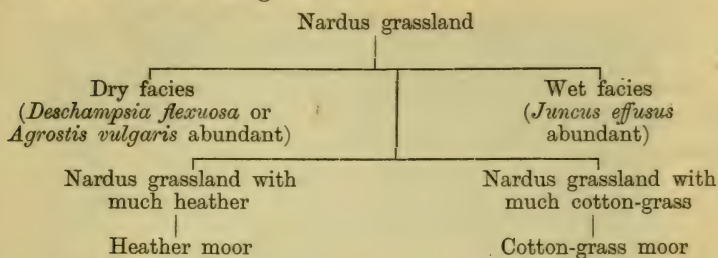 Nardus grassland
Dry facies
(Deschampsia flexuosa or
Agrostis vulgaris abundant)
Wet facies
(Juncus effusus
abundant)
Nardus grassland with
much heather
Nardus grassland with
much cotton-grass
Heather moor
Cotton-grass moor